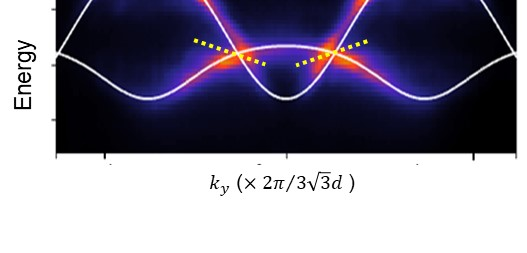 Energy
k_y (× 2π/3√3d )